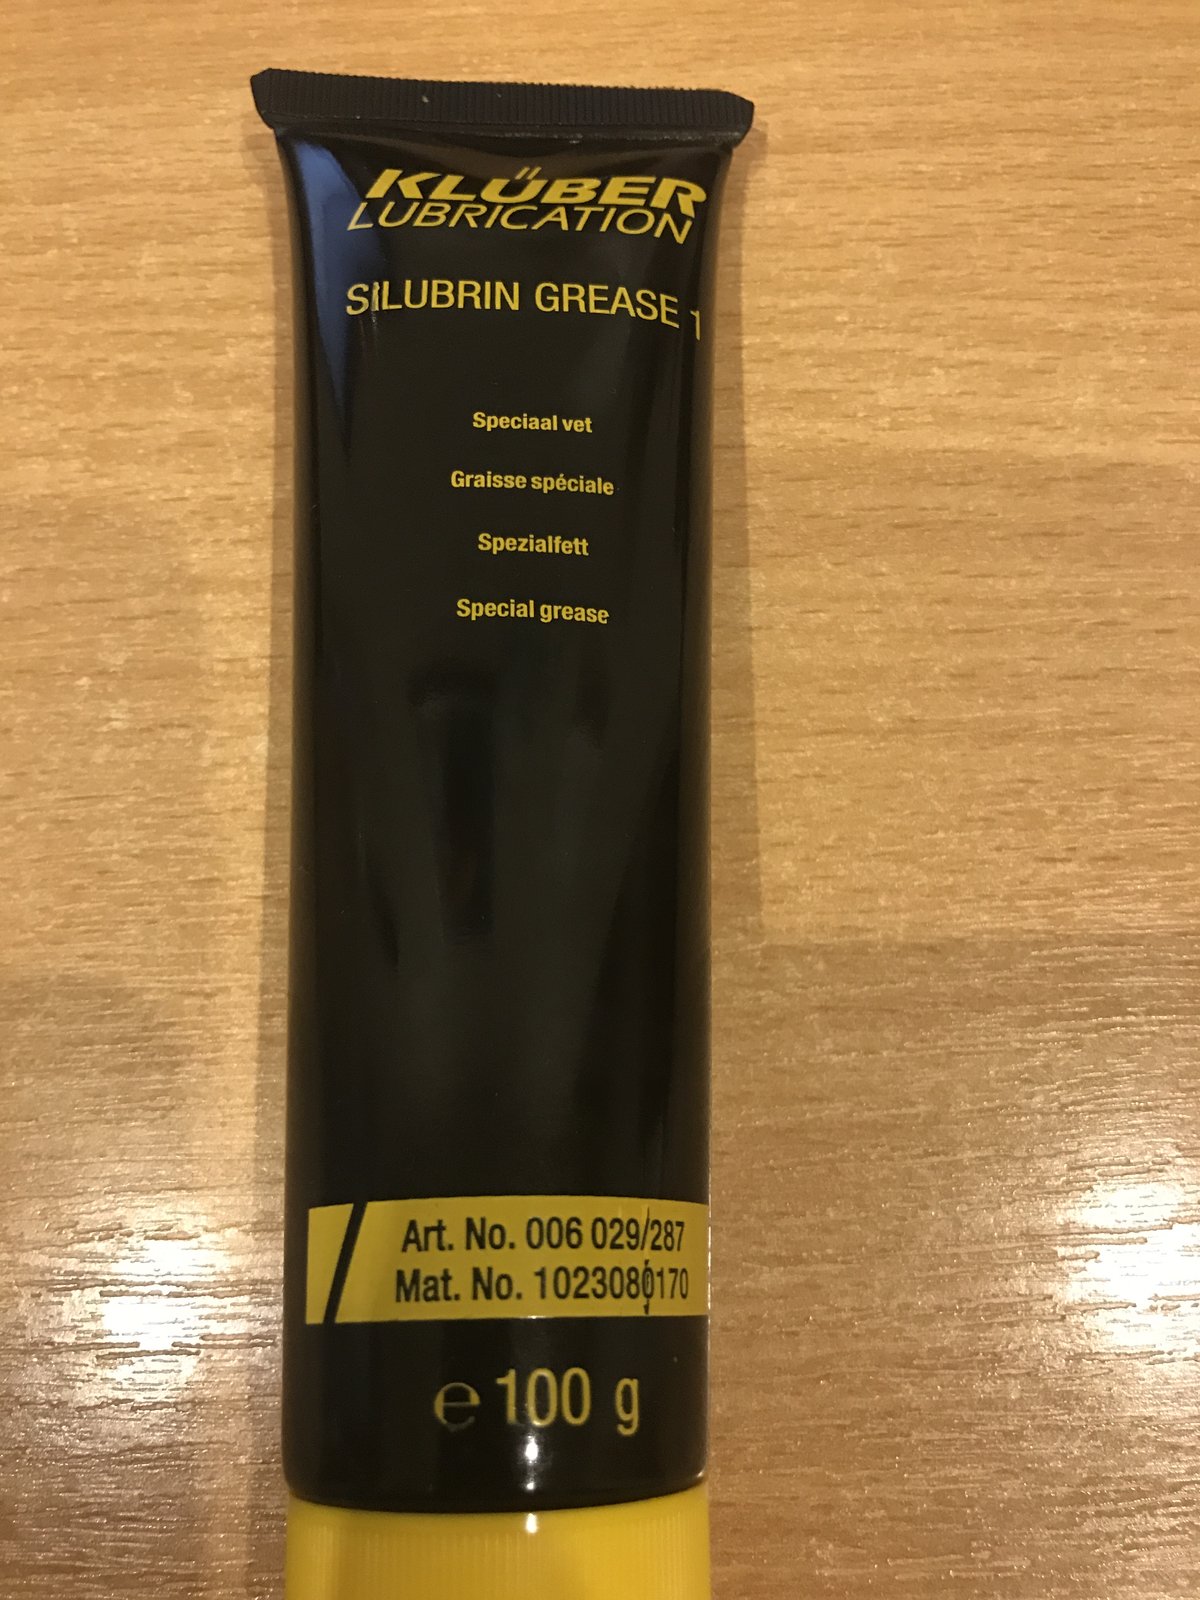 KLÜBER
LUBRICATION
SILUBRIN GREASE 1
Speciaal vet
Graisse spéciale
Spezialfett
Special grease
Art. No. 006 029/287
Mat. No. 1023080170
e 100 g